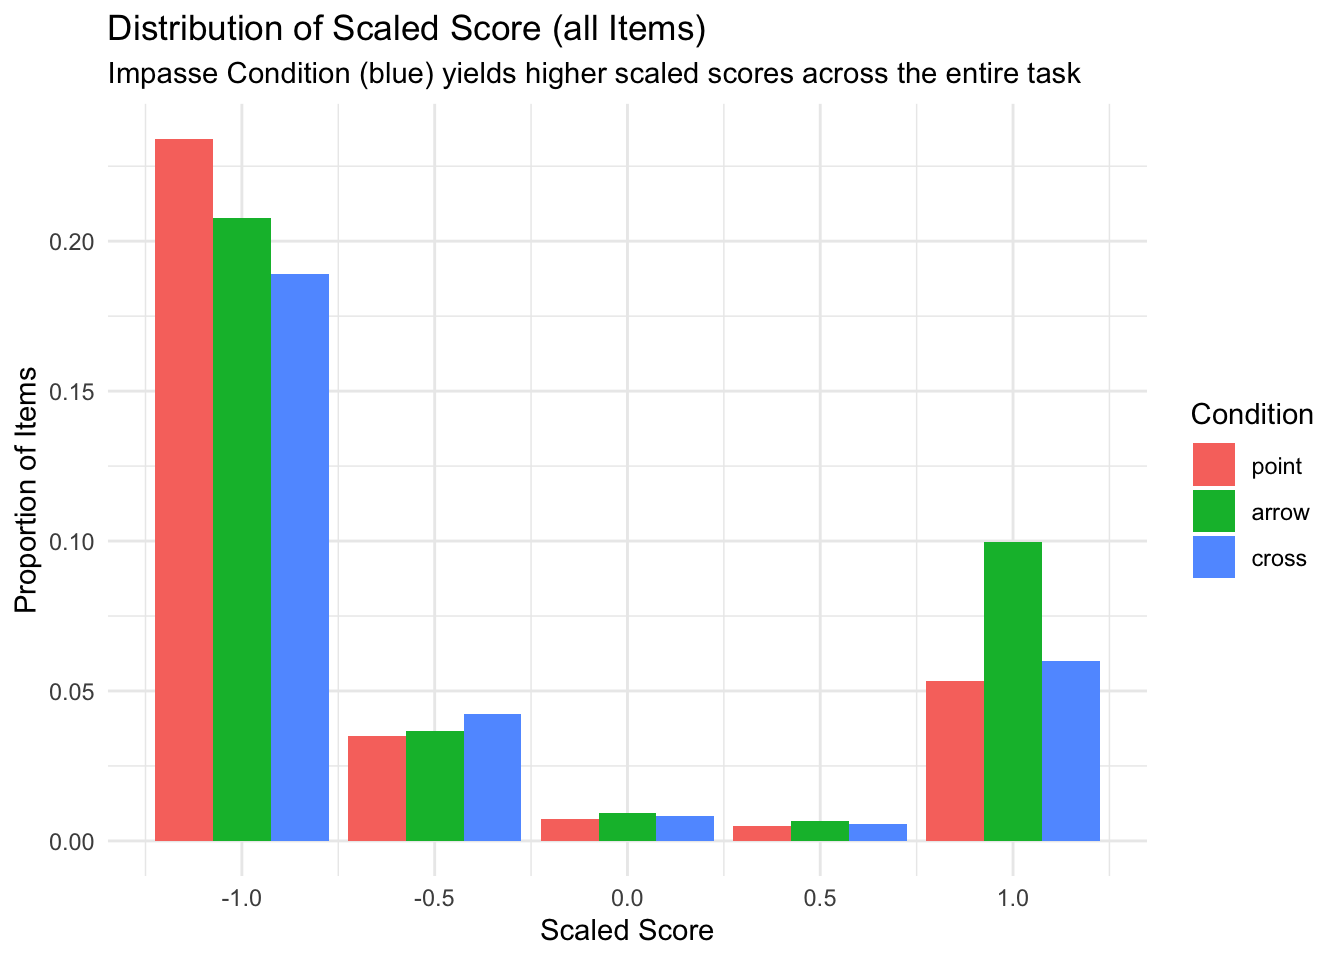 Distribution of Scaled Score (all Items)
Impasse Condition (blue) yields higher scaled scores across the entire task
Proportion of Items
0.20
0.15
0.10
0.05
0.00
-1.0
-0.5
0.0
0.5
1.0
Scaled Score
Condition
point
arrow
cross